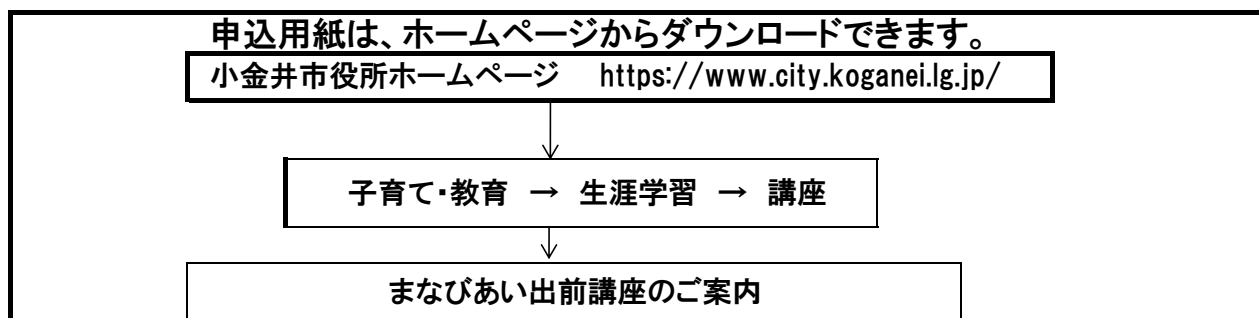 申込用紙は、ホームページからダウンロードできます。
小金井市役所ホームページ　https://www.city.koganei.lg.jp/
子育て・教育　→　生涯学習　→　講座
まなびあい出前講座のご案内